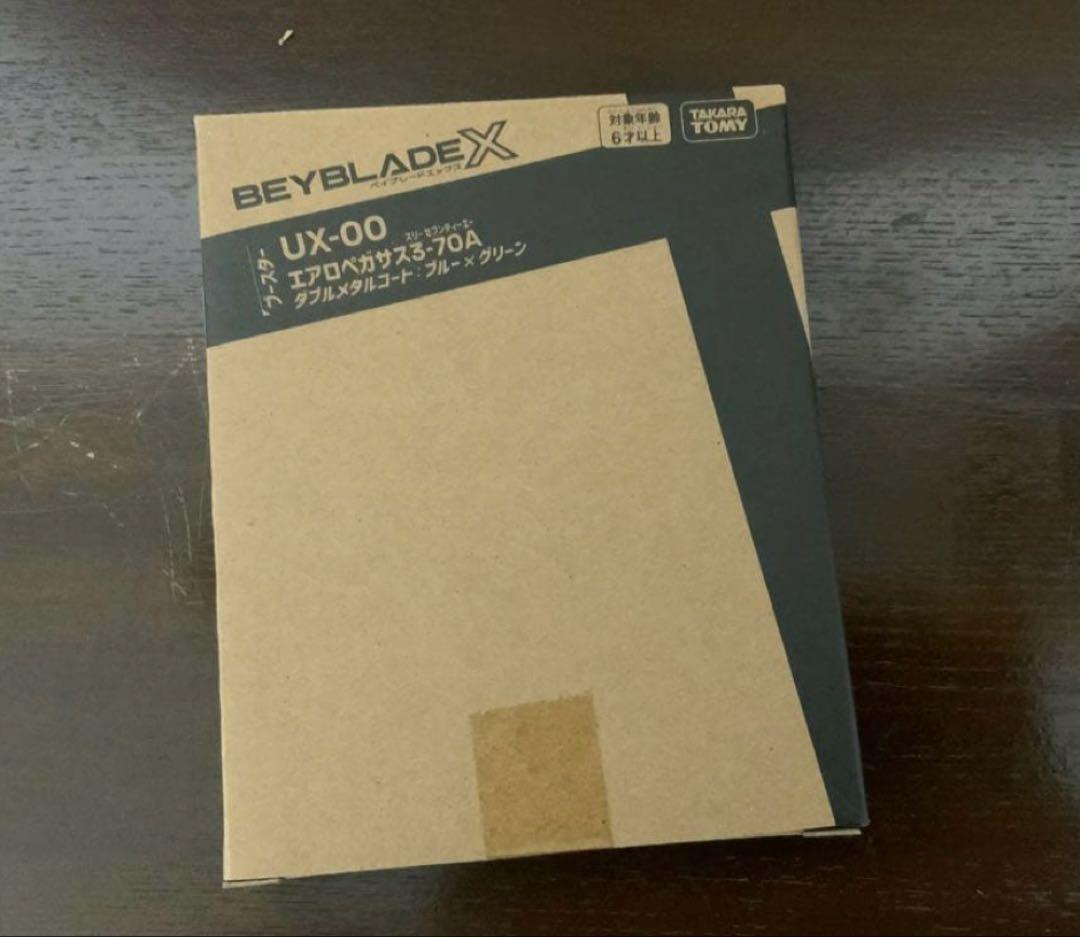 BEYBLADE X
ベイブレードエックス
対象年齢
6才以上
TAKARA
TOMY
ブースター
UX-00
スリーセブンティーエー
エアロペガサス3-70A
ダブルメタルコート：ブルー×グリーン